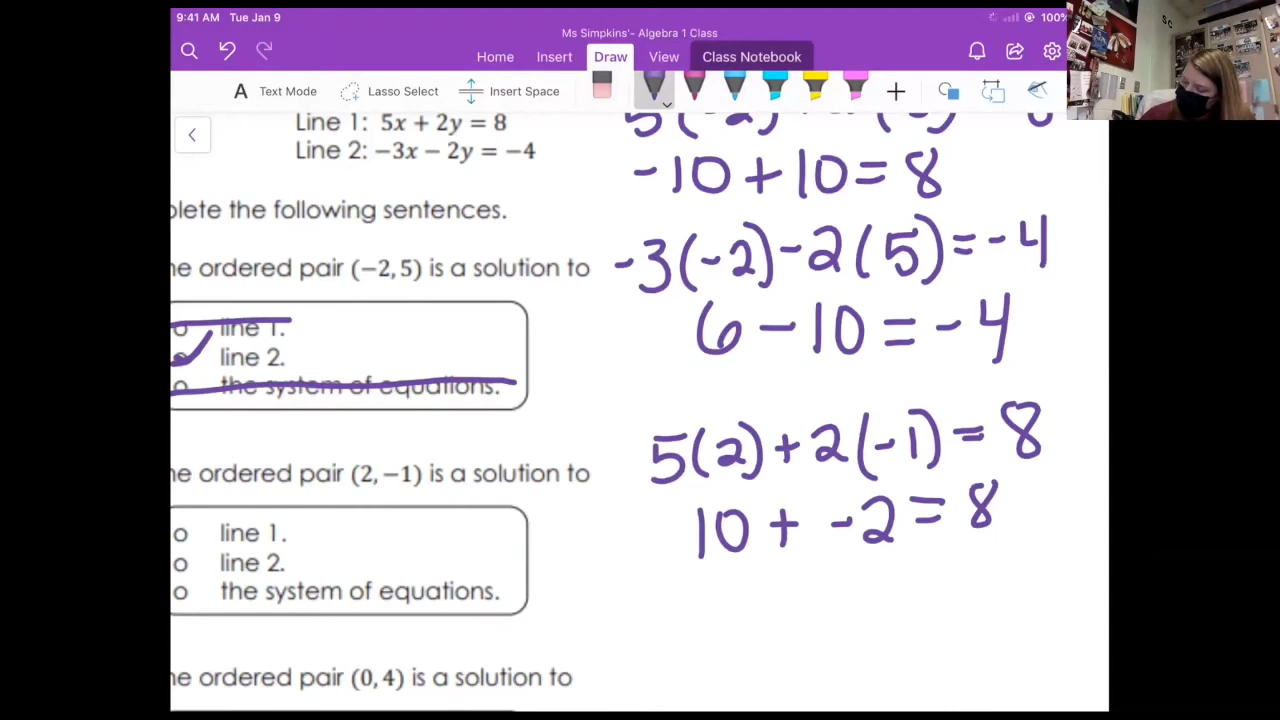 9:41 AM Tue Jan 9
100%
Ms Simpkins'- Algebra 1 Class
Home Insert Draw View Class Notebook
Text Mode Lasso Select Insert Space
Line 1: 5x + 2y = 8
Line 2: −3x − 2y = −4
plete the following sentences.
he ordered pair (−2, 5) is a solution to
o line 1.
line 2.
o the system of equations.
he ordered pair (2, −1) is a solution to
o line 1.
o line 2.
o the system of equations.
he ordered pair (0, 4) is a solution to
-10 + 10 = 8
-3(-2) - 2(5) = -4
6 - 10 = -4
5(2) + 2(-1) = 8
10 + -2 = 8